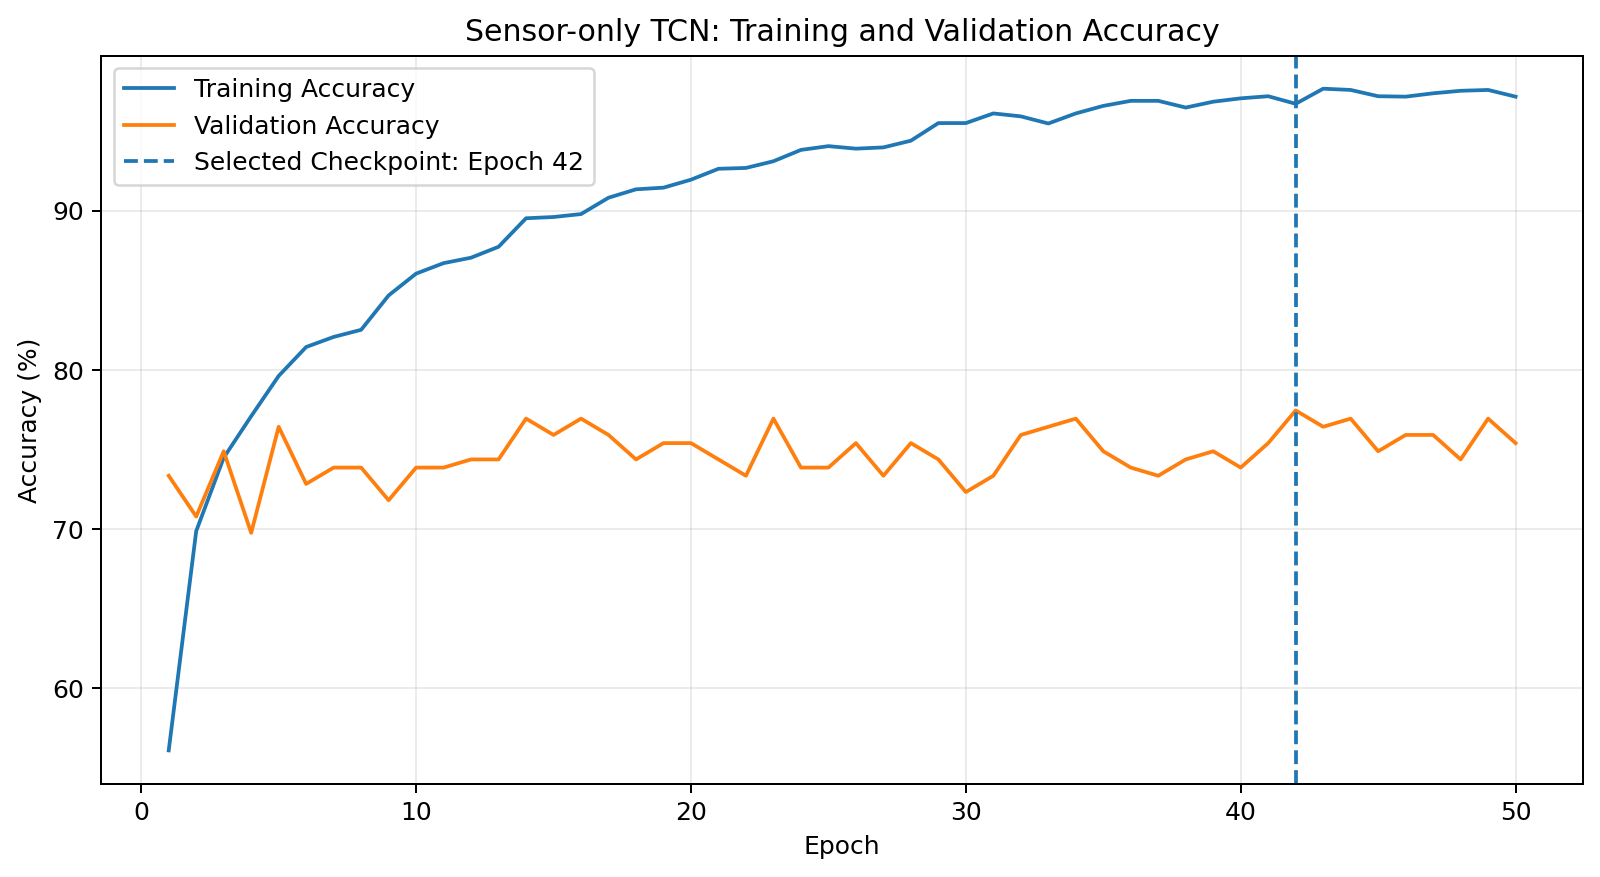 Sensor-only TCN: Training and Validation Accuracy
Training Accuracy
Validation Accuracy
Selected Checkpoint: Epoch 42
90
80
70
60
Accuracy (%)
0 10 20 30 40 50
Epoch